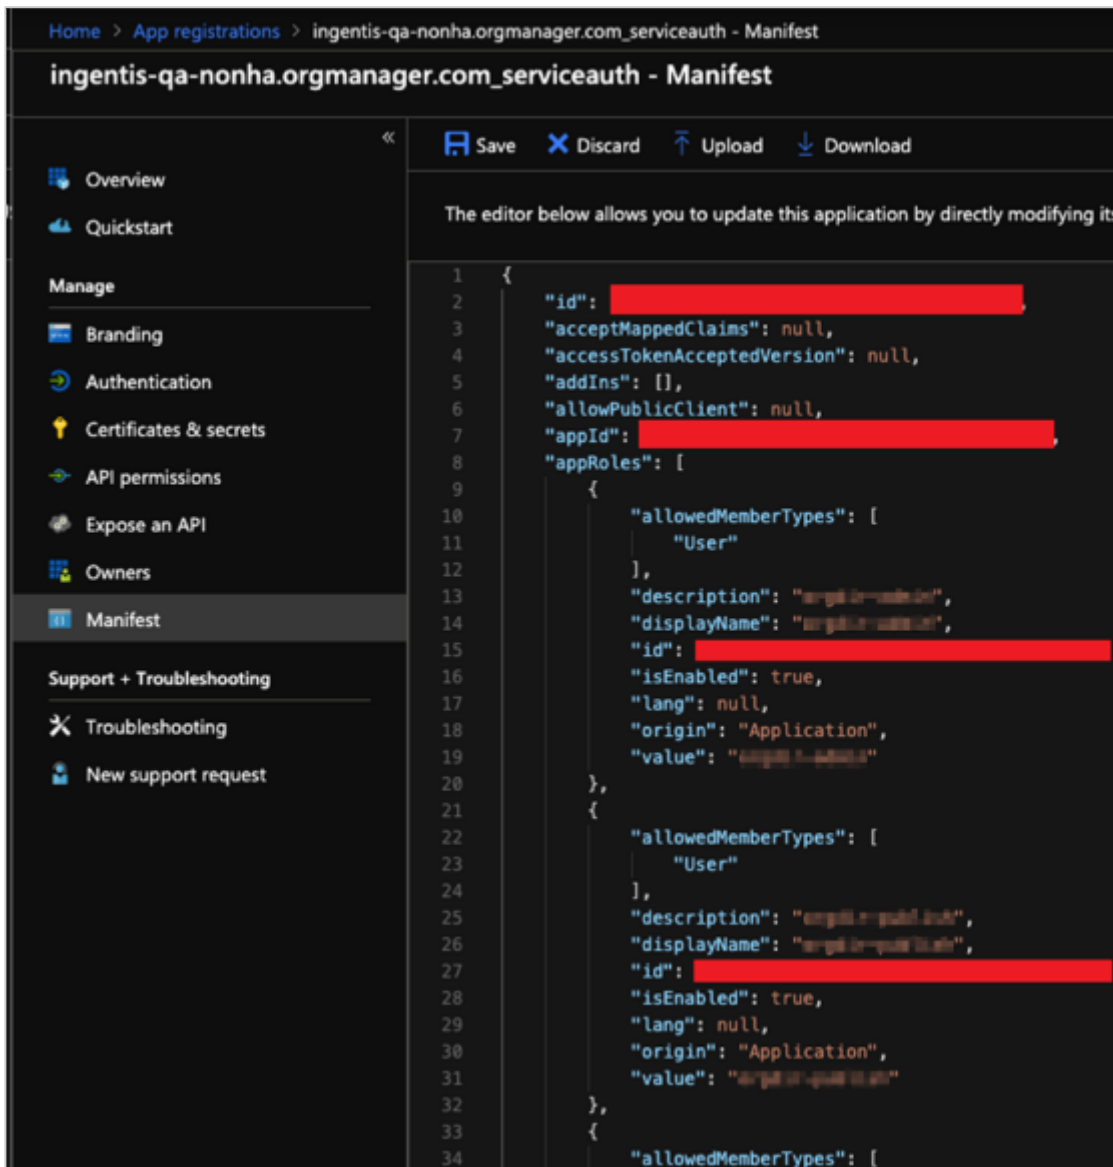 Home > App registrations > ingentis-qa-nonha.orgmanager.com_serviceauth - Manifest
ingentis-qa-nonha.orgmanager.com_serviceauth - Manifest
«
Overview
Quickstart
Manage
Branding
Authentication
Certificates & secrets
API permissions
Expose an API
Owners
Manifest
Support + Troubleshooting
Troubleshooting
New support request
Save Discard Upload Download
The editor below allows you to update this application by directly modifying its
1 {
2 "id": ,
3 "acceptMappedClaims": null,
4 "accessTokenAcceptedVersion": null,
5 "addIns": [],
6 "allowPublicClient": null,
7 "appId": ,
8 "appRoles": [
9 {
10 "allowedMemberTypes": [
11 "User"
12 ],
13 "description": "",
14 "displayName": "",
15 "id":
16 "isEnabled": true,
17 "lang": null,
18 "origin": "Application",
19 "value": ""
20 },
21 {
22 "allowedMemberTypes": [
23 "User"
24 ],
25 "description": "",
26 "displayName": "",
27 "id":
28 "isEnabled": true,
29 "lang": null,
30 "origin": "Application",
31 "value": ""
32 },
33 {
34 "allowedMemberTypes": [